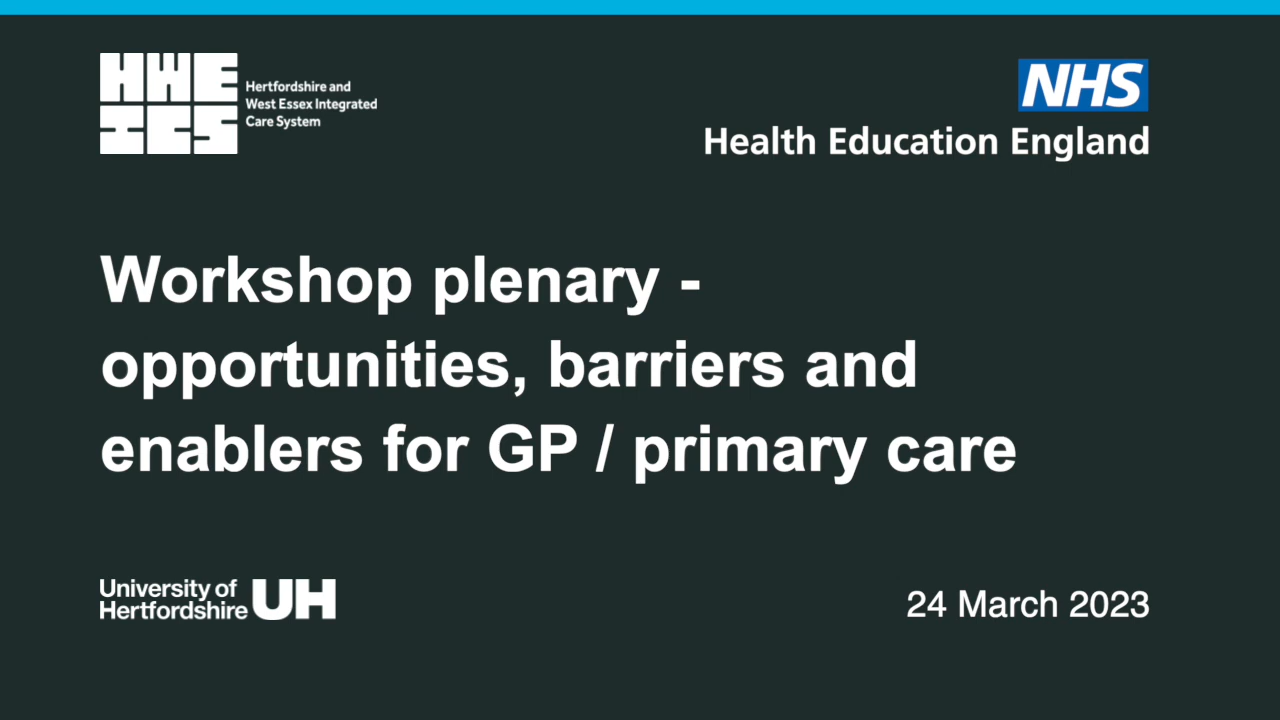 HWE
ICS
Hertfordshire and
West Essex Integrated
Care System
NHS
Health Education England
Workshop plenary -
opportunities, barriers and
enablers for GP / primary care
University of
Hertfordshire UH
24 March 2023